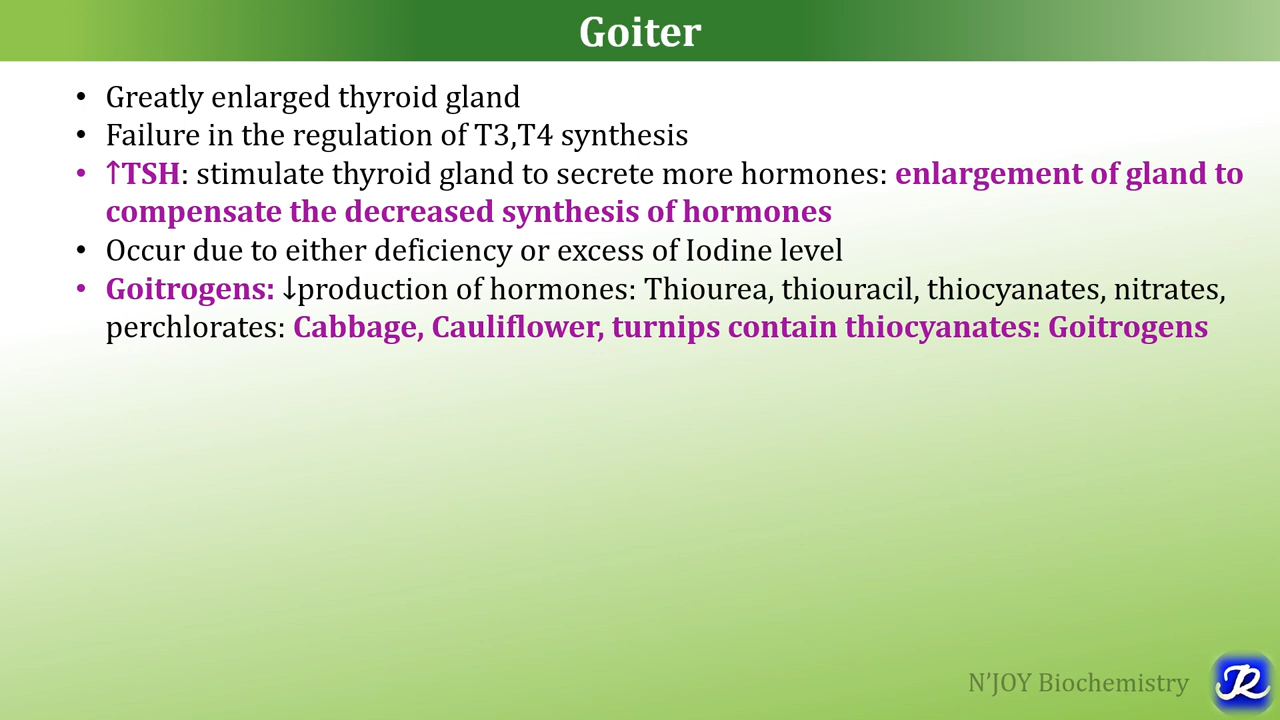 Goiter
• Greatly enlarged thyroid gland
• Failure in the regulation of T3,T4 synthesis
• ↑TSH: stimulate thyroid gland to secrete more hormones: enlargement of gland to
compensate the decreased synthesis of hormones
• Occur due to either deficiency or excess of Iodine level
• Goitrogens: ↓production of hormones: Thiourea, thiouracil, thiocyanates, nitrates,
perchlorates: Cabbage, Cauliflower, turnips contain thiocyanates: Goitrogens
N'JOY Biochemistry
JR